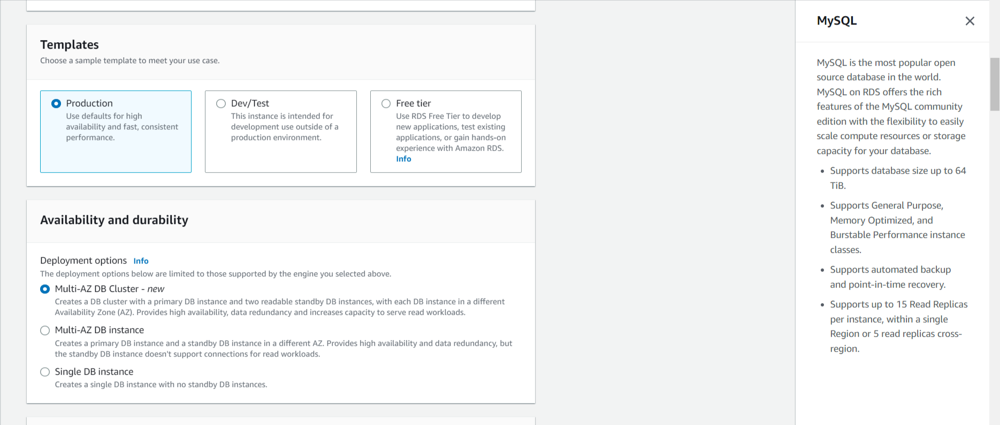 Templates
Choose a sample template to meet your use case.
Production
Use defaults for high
availability and fast, consistent
performance.
Dev/Test
This instance is intended for
development use outside of a
production environment.
Free tier
Use RDS Free Tier to develop
new applications, test existing
applications, or gain hands-on
experience with Amazon RDS.
Info
Availability and durability
Deployment options Info
The deployment options below are limited to those supported by the engine you selected above.
Multi-AZ DB Cluster - new
Creates a DB cluster with a primary DB instance and two readable standby DB instances, with each DB instance in a different
Availability Zone (AZ). Provides high availability, data redundancy and increases capacity to serve read workloads.
Multi-AZ DB instance
Creates a primary DB instance and a standby DB instance in a different AZ. Provides high availability and data redundancy, but
the standby DB instance doesn't support connections for read workloads.
Single DB instance
Creates a single DB instance with no standby DB instances.
MySQL
MySQL is the most popular open
source database in the world.
MySQL on RDS offers the rich
features of the MySQL community
edition with the flexibility to easily
scale compute resources or storage
capacity for your database.
• Supports database size up to 64
TiB.
• Supports General Purpose,
Memory Optimized, and
Burstable Performance instance
classes.
• Supports automated backup
and point-in-time recovery.
• Supports up to 15 Read Replicas
per instance, within a single
Region or 5 read replicas cross-
region.